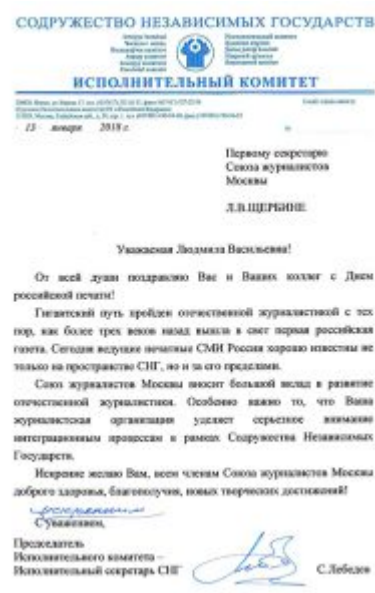 СОДРУЖЕСТВО НЕЗАВИСИМЫХ ГОСУДАРСТВ
ИСПОЛНИТЕЛЬНЫЙ КОМИТЕТ
13 января 2018 г.
Первому секретарю
Союза журналистов
Москвы
Л.В.ЩЕРБИНЕ
Уважаемая Людмила Васильевна!
От всей души поздравляю Вас и Ваших коллег с Днем
российской печати!
Гигантский путь пройден отечественной журналистикой с тех
пор, как более трех веков назад вышла в свет первая российская
газета. Сегодня ведущие печатные СМИ России хорошо известны не
только на пространстве СНГ, но и за его пределами.
Союз журналистов Москвы вносит большой вклад в развитие
отечественной журналистики. Особенно важно то, что Ваша
журналистская организация уделяет серьезное внимание
интеграционным процессам в рамках Содружества Независимых
Государств.
Искренне желаю Вам, всем членам Союза журналистов Москвы
доброго здоровья, благополучия, новых творческих достижений!
С уважением,
Председатель
Исполнительного комитета –
Исполнительный секретарь СНГ
С.Лебедев